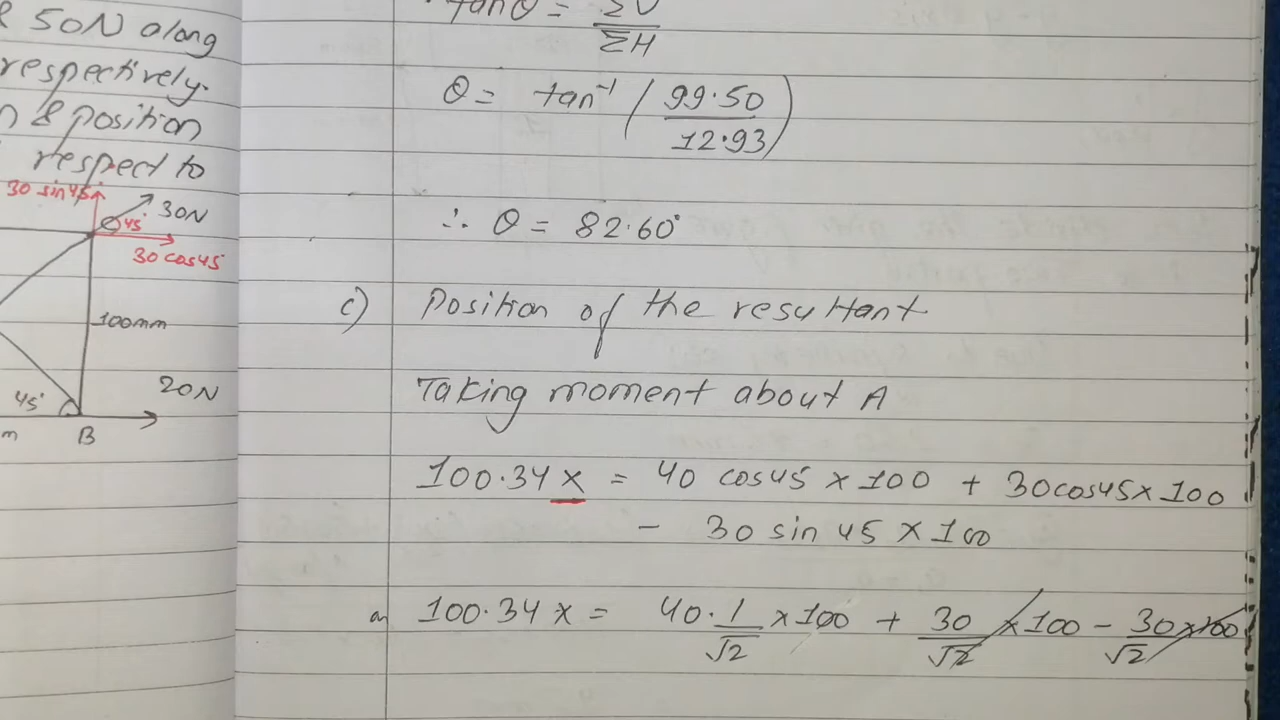 & 50N along
respectively.
n & position
respect to
30 sin45°
30N
45°
30 cos45
100mm
45°
20N
m
B
tanθ = ΣV / ΣH
θ = tan⁻¹ (99.50 / 12.93)
∴ θ = 82.60°
c) Position of the resultant
Taking moment about A
100.34 x = 40 cos45 × 100 + 30cos45 × 100
- 30 sin 45 × 100
100.34 x = 40. 1/√2 × 100 + 30/√2 × 100 - 30×100/√2